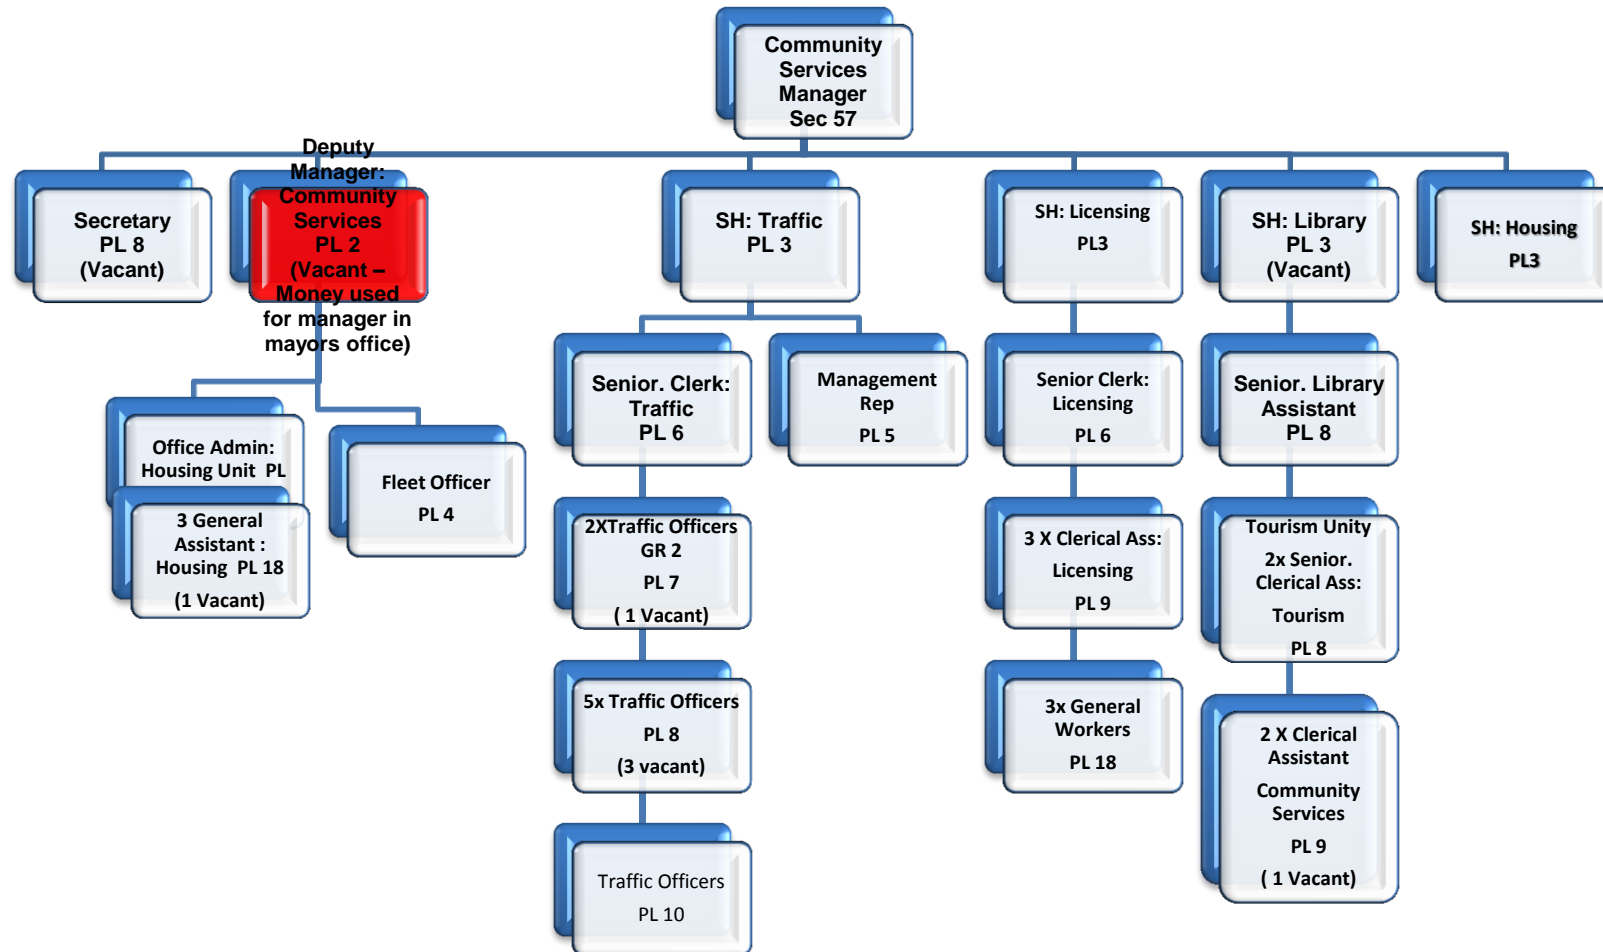 Community
Services
Manager
Sec 57
Secretary
PL 8
(Vacant)
Deputy
Manager:
Community
Services
PL 2
(Vacant –
Money used
for manager in
mayors office)
SH: Traffic
PL 3
SH: Licensing
PL3
SH: Library
PL 3
(Vacant)
SH: Housing
PL3
Office Admin:
Housing Unit PL
3 General
Assistant :
Housing PL 18
(1 Vacant)
Fleet Officer
PL 4
Senior. Clerk:
Traffic
PL 6
Management
Rep
PL 5
2XTraffic Officers
GR 2
PL 7
( 1 Vacant)
5x Traffic Officers
PL 8
(3 vacant)
Traffic Officers
PL 10
Senior Clerk:
Licensing
PL 6
3 X Clerical Ass:
Licensing
PL 9
3x General
Workers
PL 18
Senior. Library
Assistant
PL 8
Tourism Unity
2x Senior.
Clerical Ass:
Tourism
PL 8
2 X Clerical
Assistant
Community
Services
PL 9
( 1 Vacant)